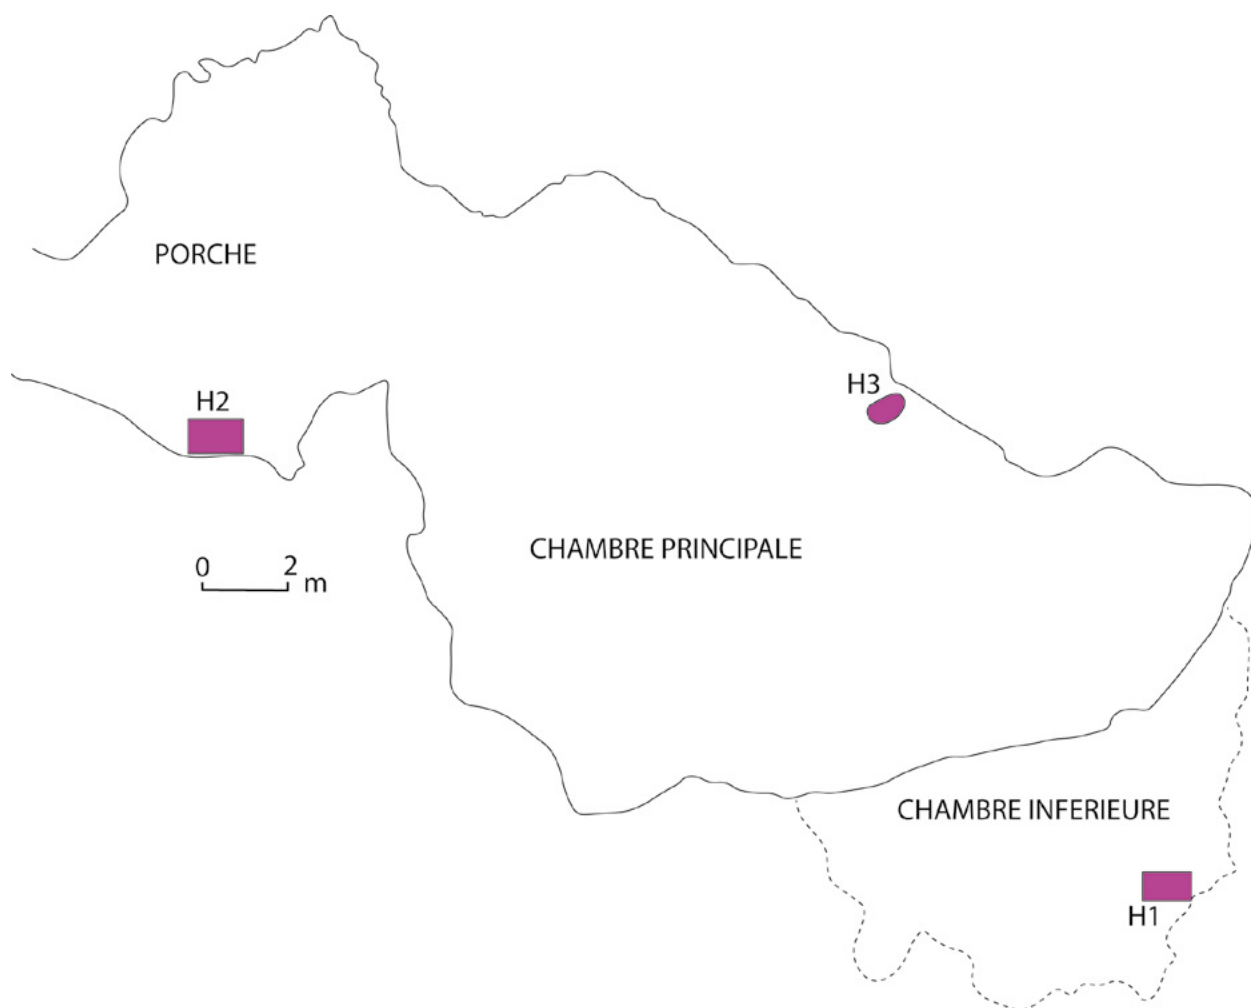 PORCHE
H3
H2
CHAMBRE PRINCIPALE
0 2 m
CHAMBRE INFERIEURE
H1